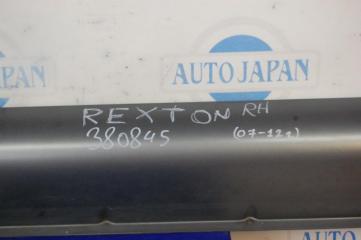 AUTO JAPAN
REXTON RH
380845 (07-12г)